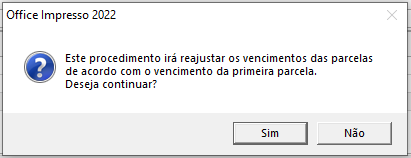 Office Impresso 2022
Este procedimento irá reajustar os vencimentos das parcelas
de acordo com o vencimento da primeira parcela.
Deseja continuar?
Sim
Não